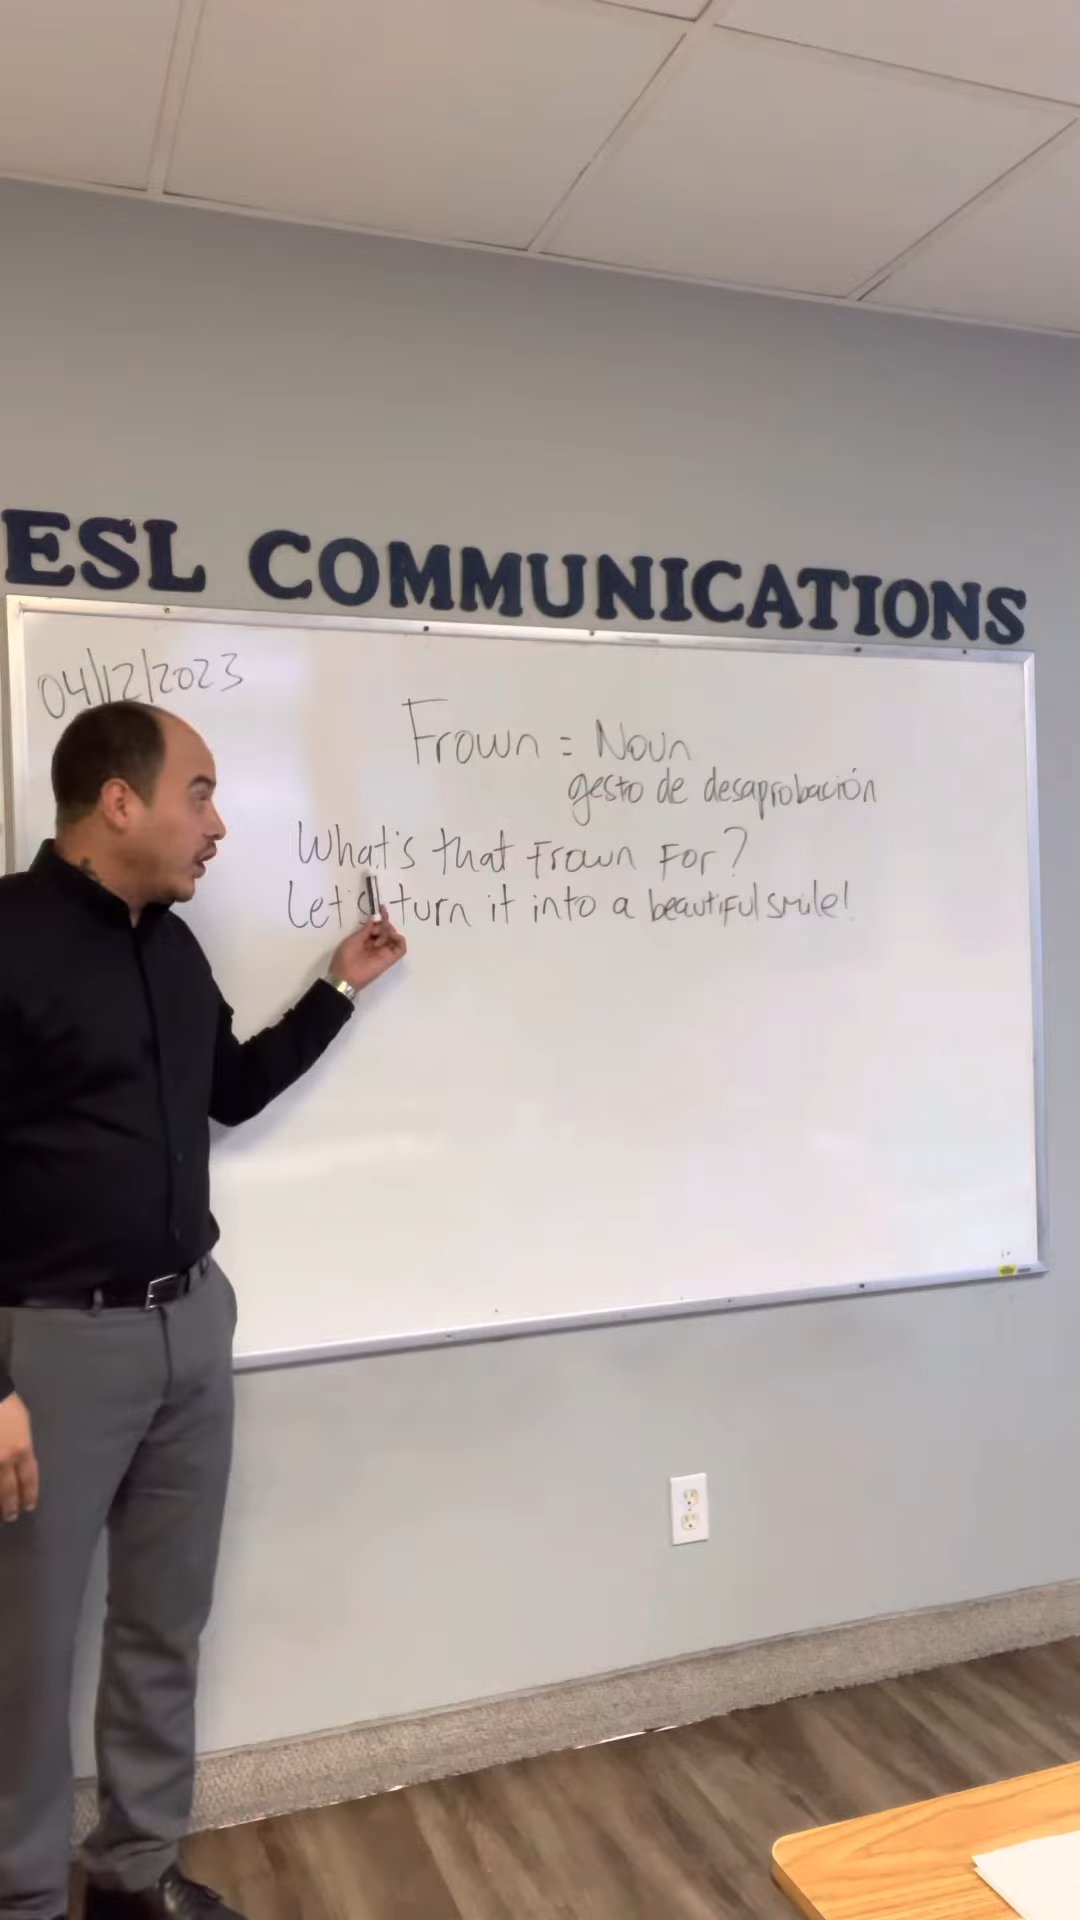 ESL COMMUNICATIONS
04/12/2023
Frown = Noun
gesto de desaprobación
What's that Frown For?
Let's turn it into a beautiful smile!